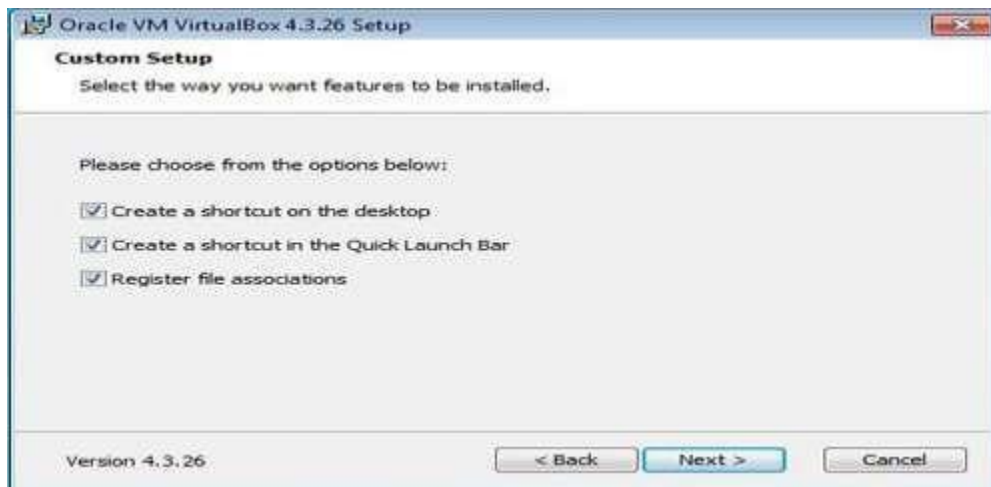 Oracle VM VirtualBox 4.3.26 Setup
Custom Setup
Select the way you want features to be installed.
Please choose from the options below:
Create a shortcut on the desktop
Create a shortcut in the Quick Launch Bar
Register file associations
Version 4.3.26
< Back
Next >
Cancel